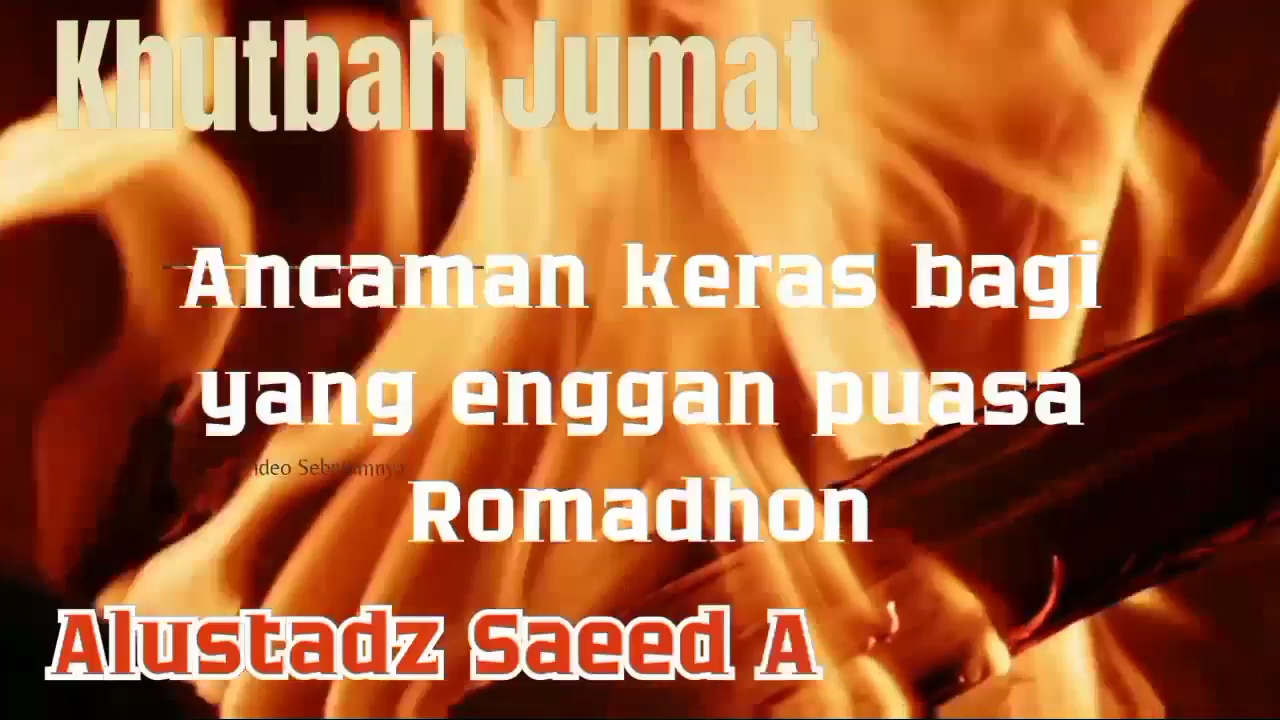 Khutbah Jumat
Ancaman keras bagi
yang enggan puasa
Romadhon
Alustadz Saeed A